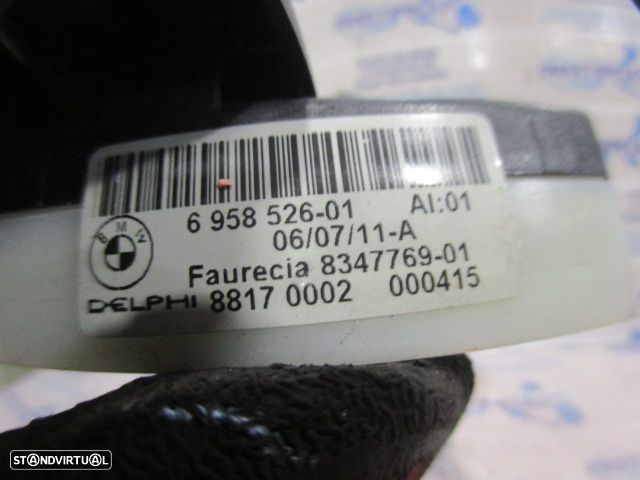 6 958 526-01 AI:01
06/07/11-A
BMW
Faurecia 8347769-01
DELPHI 8817 0002 000415
STANDVIRTUAL